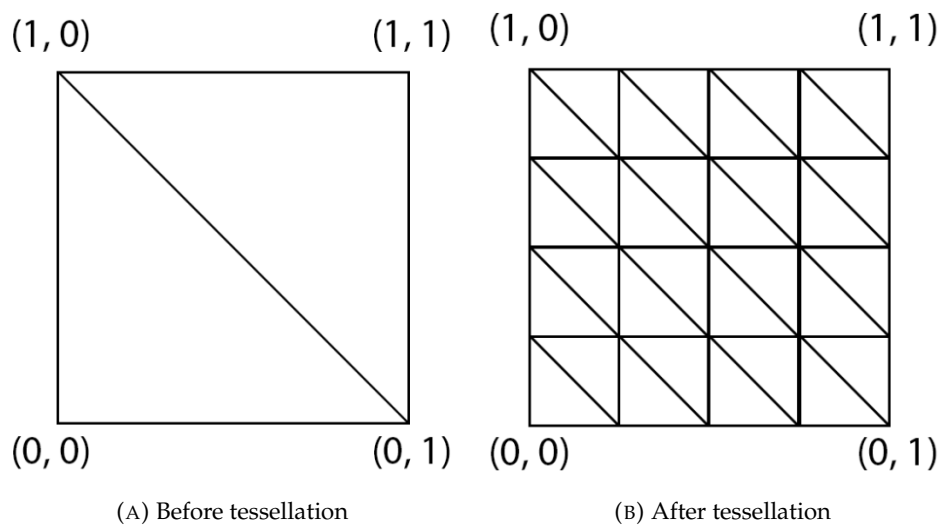 (1, 0) (1, 1)
(0, 0) (0, 1)
(A) Before tessellation
(1, 0) (1, 1)
(0, 0) (0, 1)
(B) After tessellation